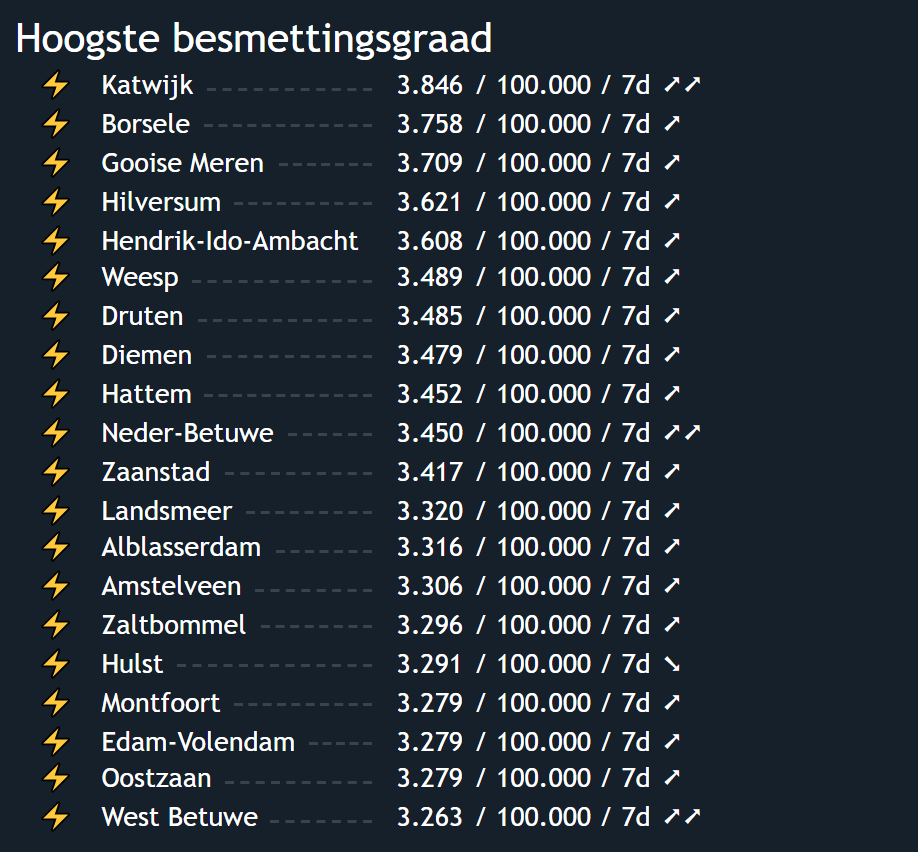 Hoogste besmettingsgraad
⚡ Katwijk 3.846 / 100.000 / 7d ➚➚
⚡ Borsele 3.758 / 100.000 / 7d ➚
⚡ Gooise Meren 3.709 / 100.000 / 7d ➚
⚡ Hilversum 3.621 / 100.000 / 7d ➚
⚡ Hendrik-Ido-Ambacht 3.608 / 100.000 / 7d ➚
⚡ Weesp 3.489 / 100.000 / 7d ➚
⚡ Druten 3.485 / 100.000 / 7d ➚
⚡ Diemen 3.479 / 100.000 / 7d ➚
⚡ Hattem 3.452 / 100.000 / 7d ➚
⚡ Neder-Betuwe 3.450 / 100.000 / 7d ➚➚
⚡ Zaanstad 3.417 / 100.000 / 7d ➚
⚡ Landsmeer 3.320 / 100.000 / 7d ➚
⚡ Alblasserdam 3.316 / 100.000 / 7d ➚
⚡ Amstelveen 3.306 / 100.000 / 7d ➚
⚡ Zaltbommel 3.296 / 100.000 / 7d ➚
⚡ Hulst 3.291 / 100.000 / 7d ➘
⚡ Montfoort 3.279 / 100.000 / 7d ➚
⚡ Edam-Volendam 3.279 / 100.000 / 7d ➚
⚡ Oostzaan 3.279 / 100.000 / 7d ➚
⚡ West Betuwe 3.263 / 100.000 / 7d ➚➚